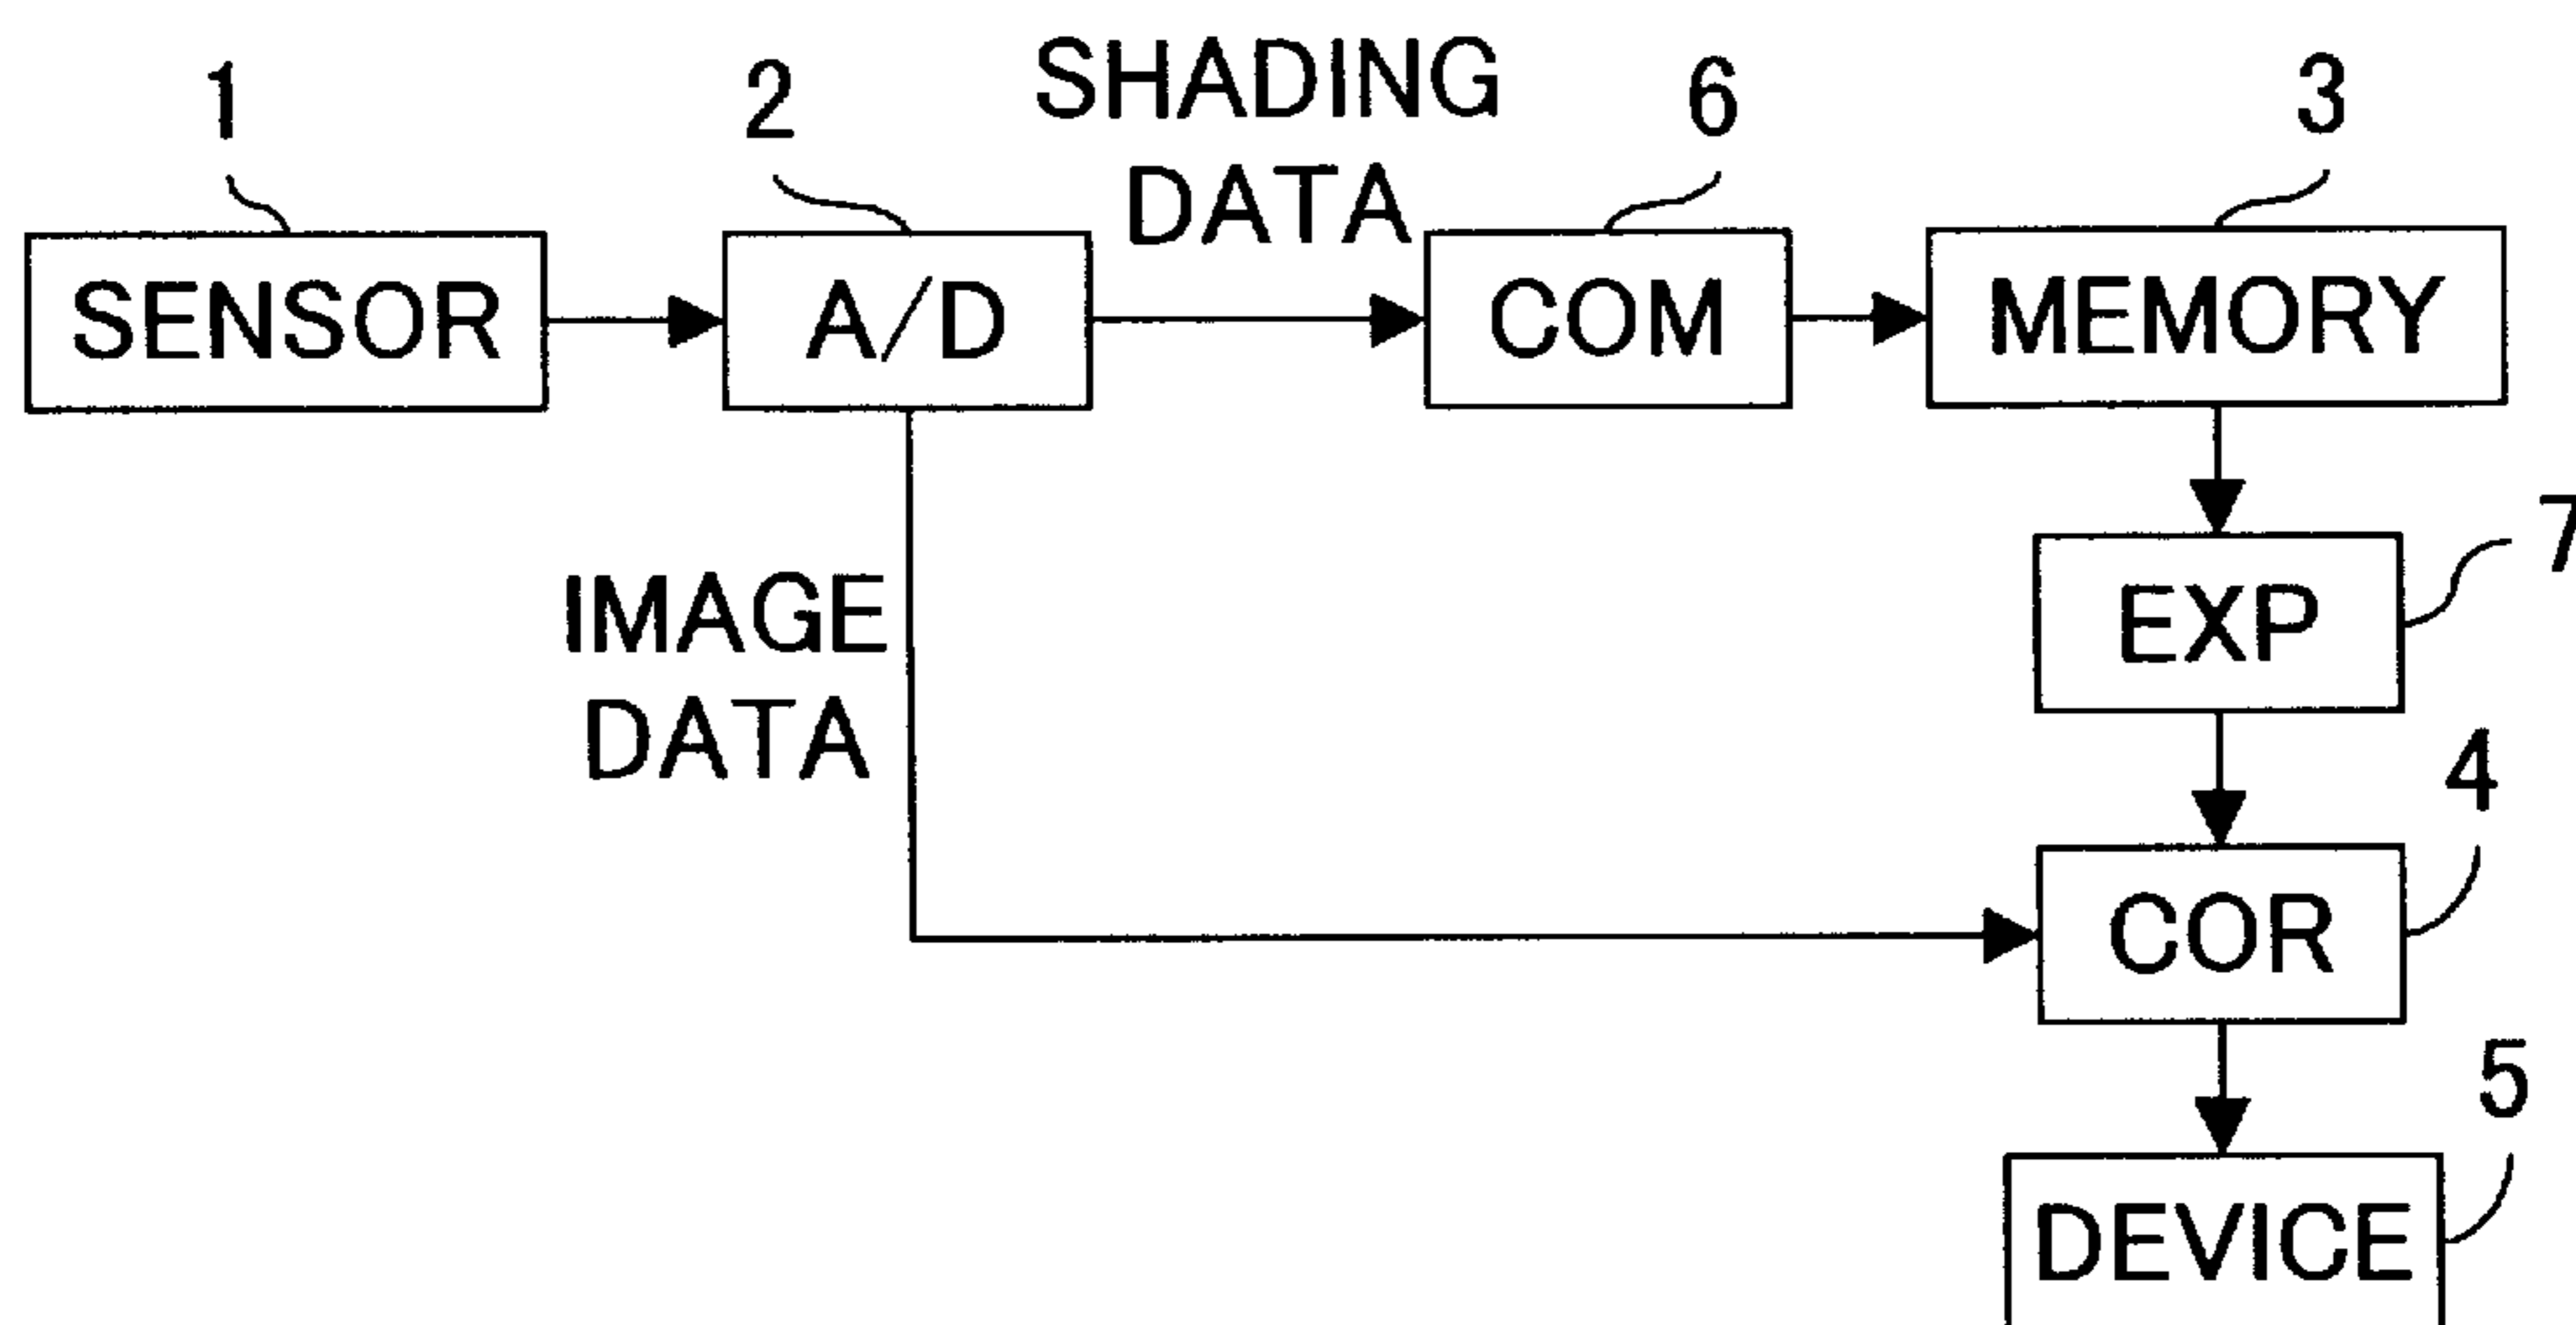 1
2
SHADING
DATA
6
3
SENSOR
A/D
COM
MEMORY
7
IMAGE
DATA
EXP
4
COR
5
DEVICE